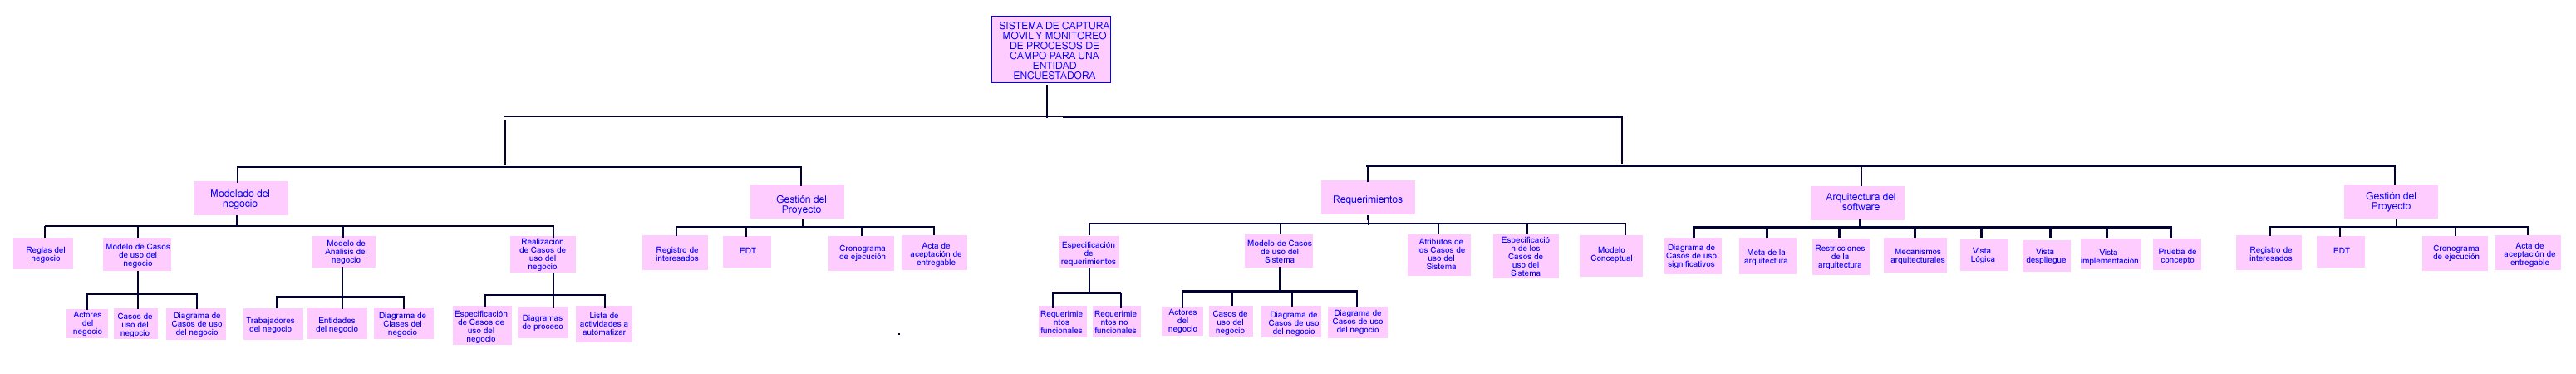 SISTEMA DE CAPTURA
MOVIL Y MONITOREO
DE PROCESOS DE
CAMPO PARA UNA
ENTIDAD
ENCUESTADORA
Modelado del
negocio
Gestión del
Proyecto
Requerimientos
Arquitectura del
software
Gestión del
Proyecto
Reglas del
negocio
Modelo de Casos
de uso del
negocio
Modelo de
Análisis del
negocio
Realización
de Casos de
uso del
negocio
Registro de
interesados
EDT
Cronograma
de ejecución
Acta de
aceptación de
entregable
Especificación
de
requerimientos
Modelo de Casos
de uso del
Sistema
Atributos de
los Casos de
uso del
Sistema
Especificació
n de los
Casos de
uso del
Sistema
Modelo
Conceptual
Diagrama de
Casos de uso
significativos
Meta de la
arquitectura
Restricciones
de la
arquitectura
Mecanismos
arquitecturales
Vista
Lógica
Vista
despliegue
Vista
implementación
Prueba de
concepto
Registro de
interesados
EDT
Cronograma
de ejecución
Acta de
aceptación de
entregable
Actores
del
negocio
Casos de
uso del
negocio
Diagrama de
Casos de uso
del negocio
Trabajadores
del negocio
Entidades
del negocio
Diagrama de
Clases del
negocio
Especificación
de Casos de
uso del
negocio
Diagramas
de proceso
Lista de
actividades a
automatizar
Requerimie
ntos
funcionales
Requerimie
ntos no
funcionales
Actores
del
negocio
Casos de
uso del
negocio
Diagrama de
Casos de uso
del negocio
Diagrama de
Casos de uso
del negocio